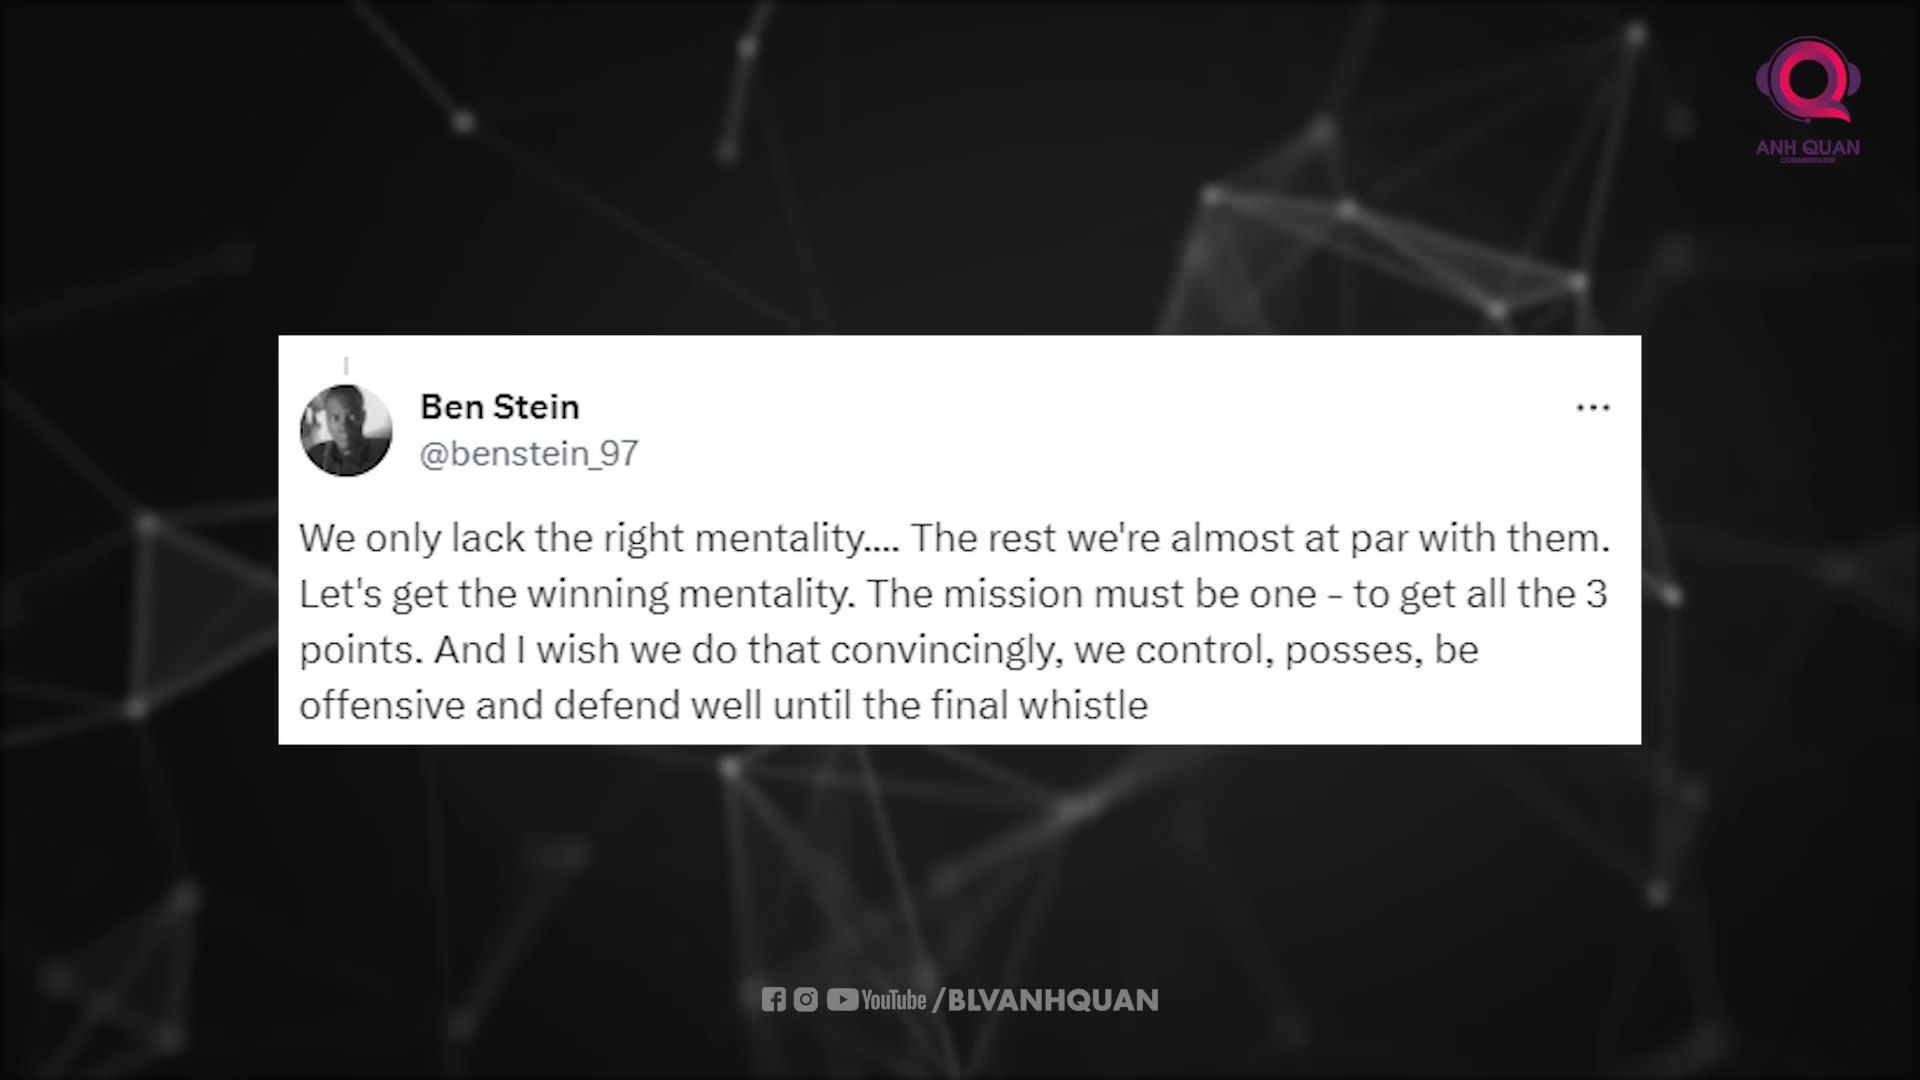 ANH QUAN
COMMENTATOR
Ben Stein
@benstein_97
We only lack the right mentality.... The rest we're almost at par with them.
Let's get the winning mentality. The mission must be one - to get all the 3
points. And I wish we do that convincingly, we control, posses, be
offensive and defend well until the final whistle
YouTube /BLVANHQUAN